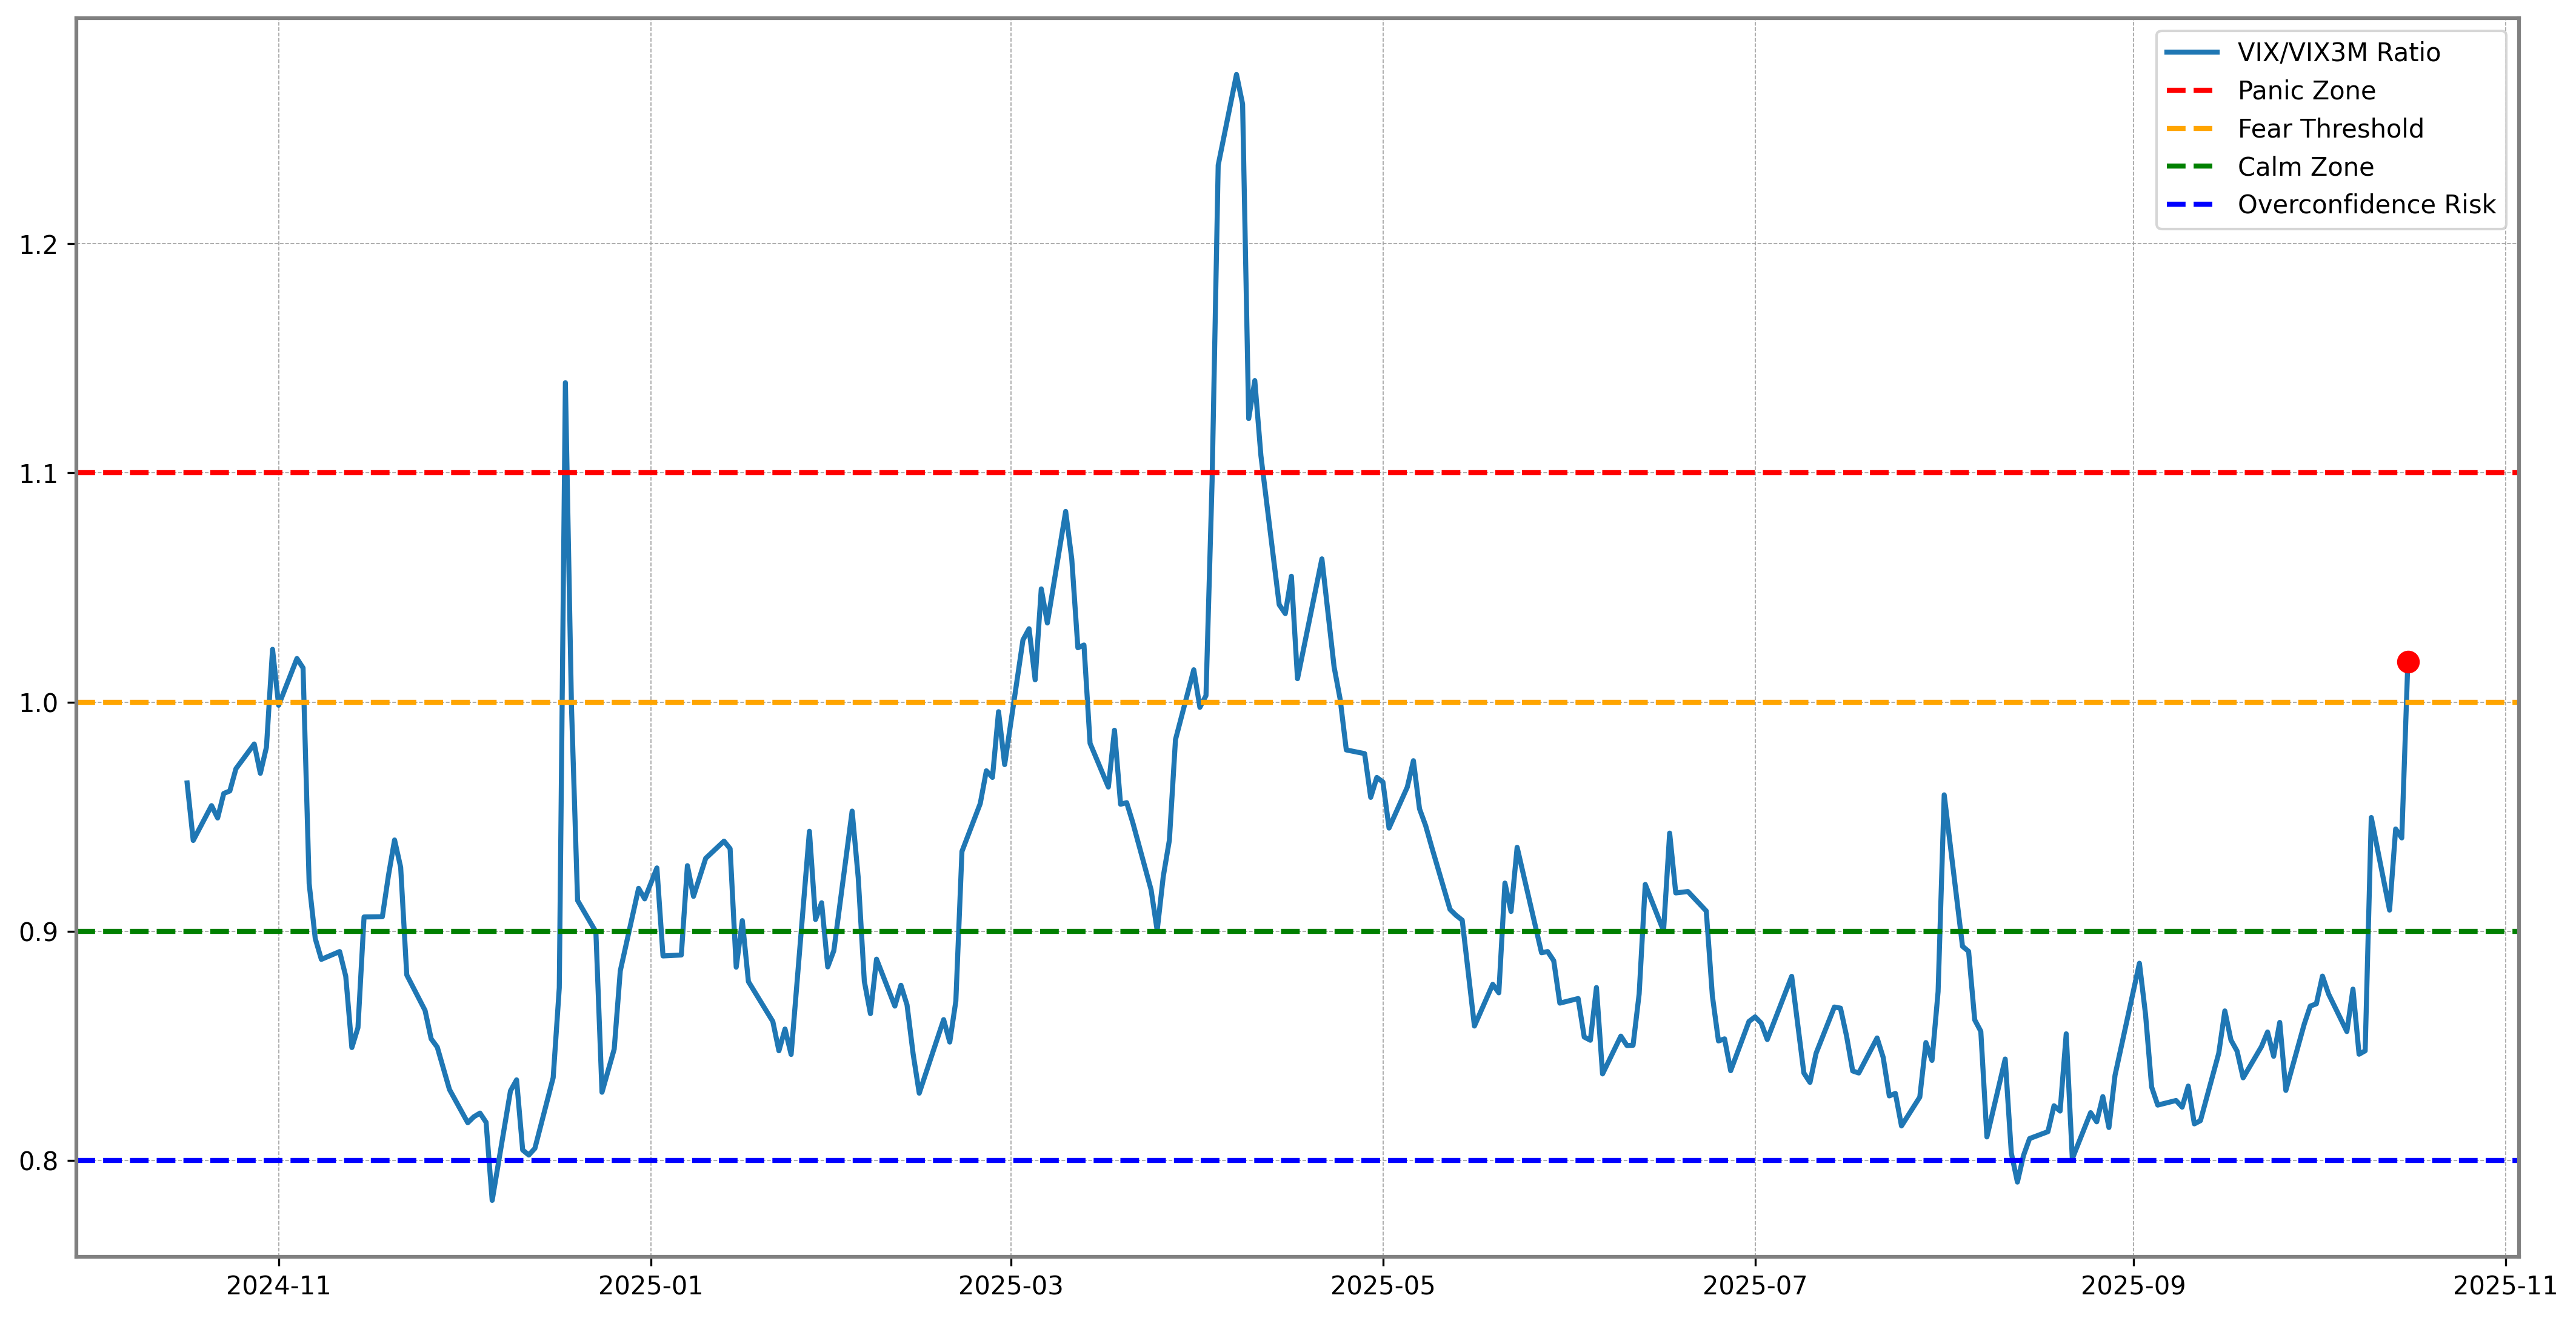 VIX/VIX3M Ratio
Panic Zone
Fear Threshold
Calm Zone
Overconfidence Risk
1.2
1.1
1.0
0.9
0.8
2024-11
2025-01
2025-03
2025-05
2025-07
2025-09
2025-11